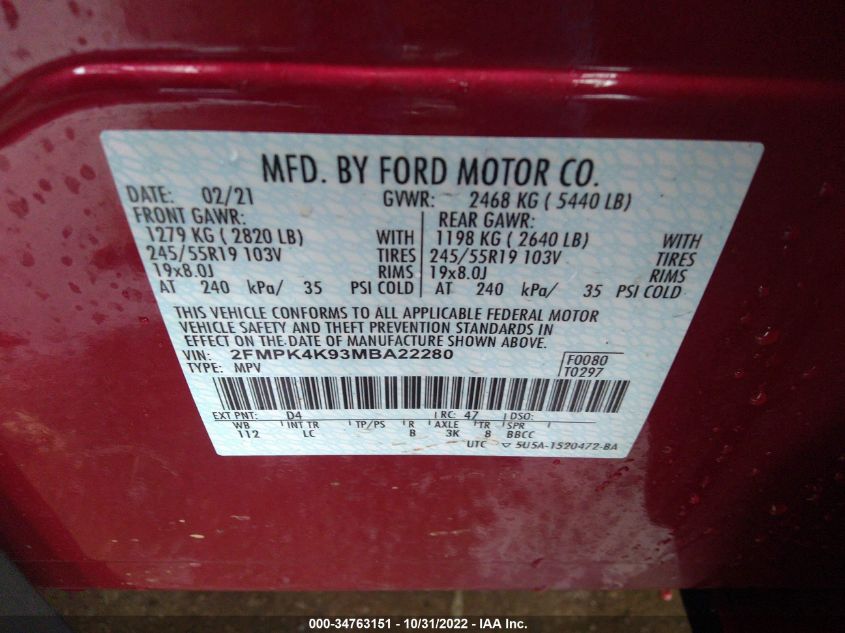 MFD. BY FORD MOTOR CO.
DATE: 02/21 GVWR: 2468 KG ( 5440 LB)
FRONT GAWR: REAR GAWR:
1279 KG ( 2820 LB) WITH 1198 KG ( 2640 LB) WITH
245/55R19 103V TIRES 245/55R19 103V TIRES
19x8.0J RIMS 19x8.0J RIMS
AT 240 kPa/ 35 PSI COLD AT 240 kPa/ 35 PSI COLD
THIS VEHICLE CONFORMS TO ALL APPLICABLE FEDERAL MOTOR
VEHICLE SAFETY AND THEFT PREVENTION STANDARDS IN
EFFECT ON THE DATE OF MANUFACTURE SHOWN ABOVE.
VIN: 2FMPK4K93MBA22280 F0080
TYPE: MPV T0297
EXT PNT: D4 RC: 47 DSO:
WB INT TR TP/PS R AXLE TR SPR
112 LC B 3K 8 BBCC
UTC ▽ 5U5A-1520472-BA
000-34763151 - 10/31/2022 - IAA Inc.